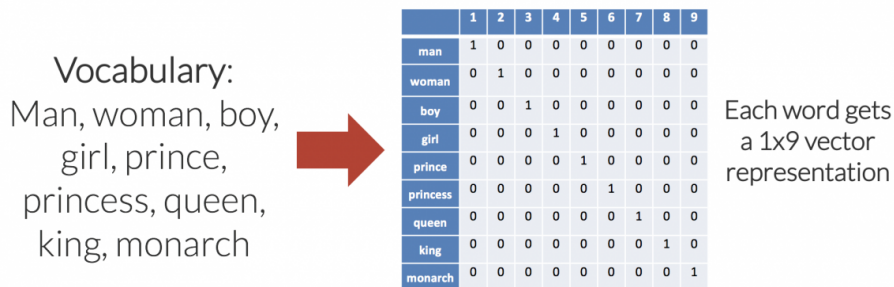 Vocabulary:
Man, woman, boy,
girl, prince,
princess, queen,
king, monarch
1 2 3 4 5 6 7 8 9
man 1 0 0 0 0 0 0 0 0
woman 0 1 0 0 0 0 0 0 0
boy 0 0 1 0 0 0 0 0 0
girl 0 0 0 1 0 0 0 0 0
prince 0 0 0 0 1 0 0 0 0
princess 0 0 0 0 0 1 0 0 0
queen 0 0 0 0 0 0 1 0 0
king 0 0 0 0 0 0 0 1 0
monarch 0 0 0 0 0 0 0 0 1
Each word gets
a 1x9 vector
representation